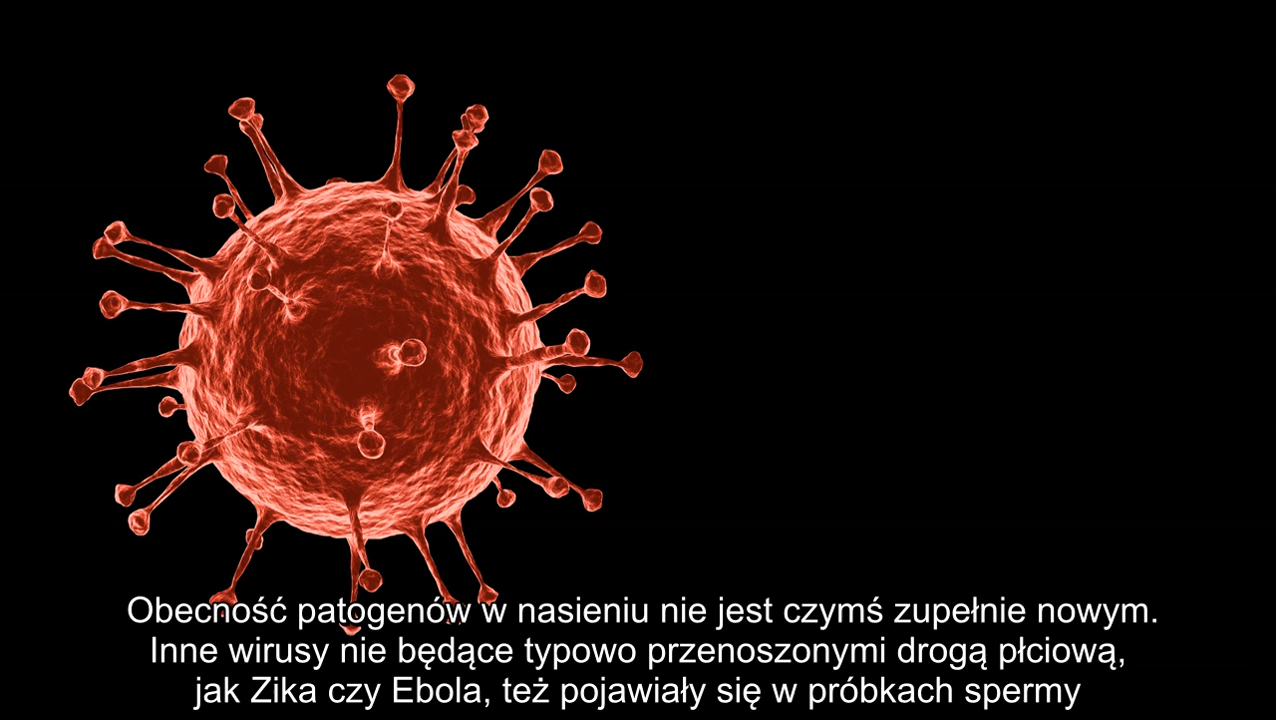 Obecność patogenów w nasieniu nie jest czymś zupełnie nowym.
Inne wirusy nie będące typowo przenoszonymi drogą płciową,
jak Zika czy Ebola, też pojawiały się w próbkach spermy